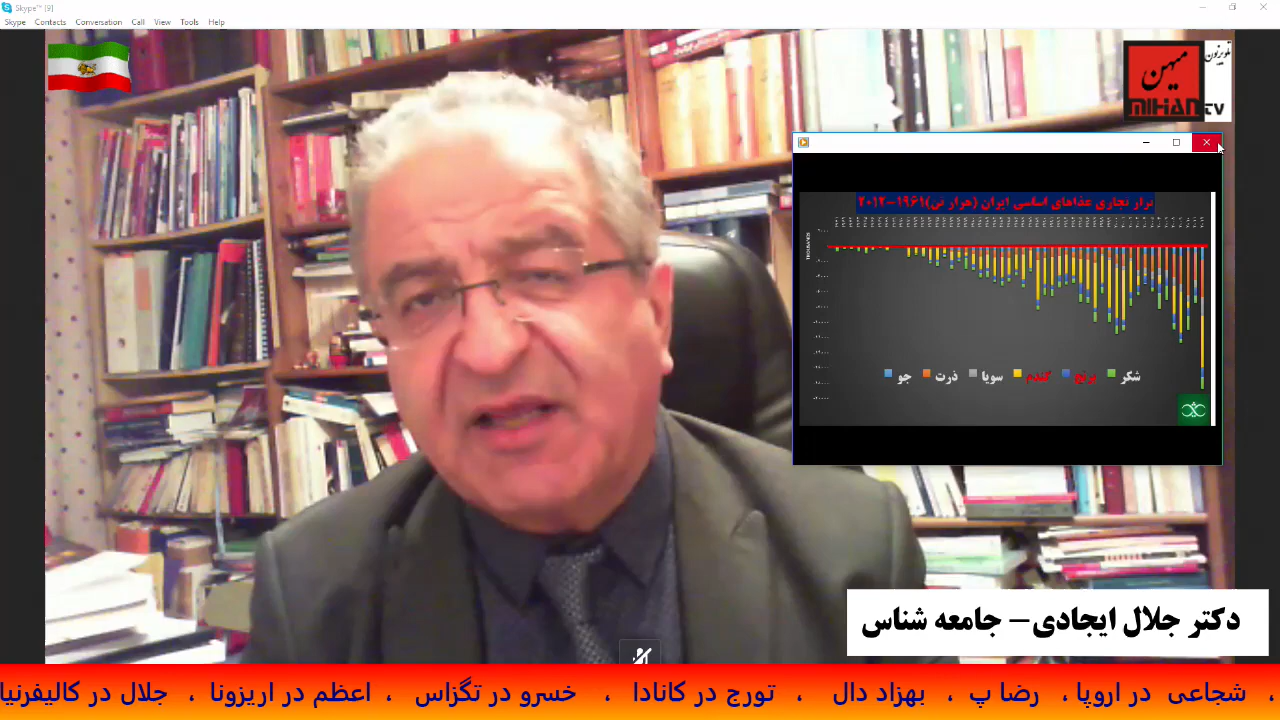 Skype™ [9]
Skype Contacts Conversation Call View Tools Help
میهن
تلویزیون
MIHAN TV
تراز تجاری غذاهای اساسی ایران (هزار تن)۱۹۶۱-۲۰۱۲
جو ذرت سویا گندم برنج شکر
دکتر جلال ایجادی- جامعه شناس
، شجاعی در اروپا ، رضا پ ، بهزاد دال ، تورج در کانادا ، خسرو در تگزاس ، اعظم در اریزونا ، جلال در کالیفرنیا